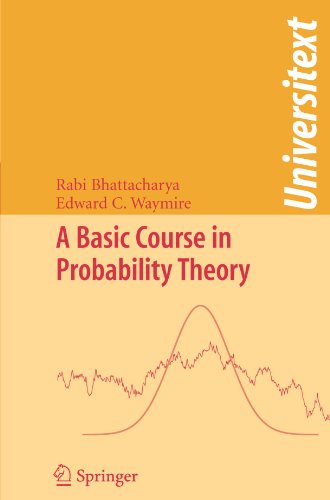 Universitext
Rabi Bhattacharya
Edward C. Waymire
A Basic Course in
Probability Theory
Springer